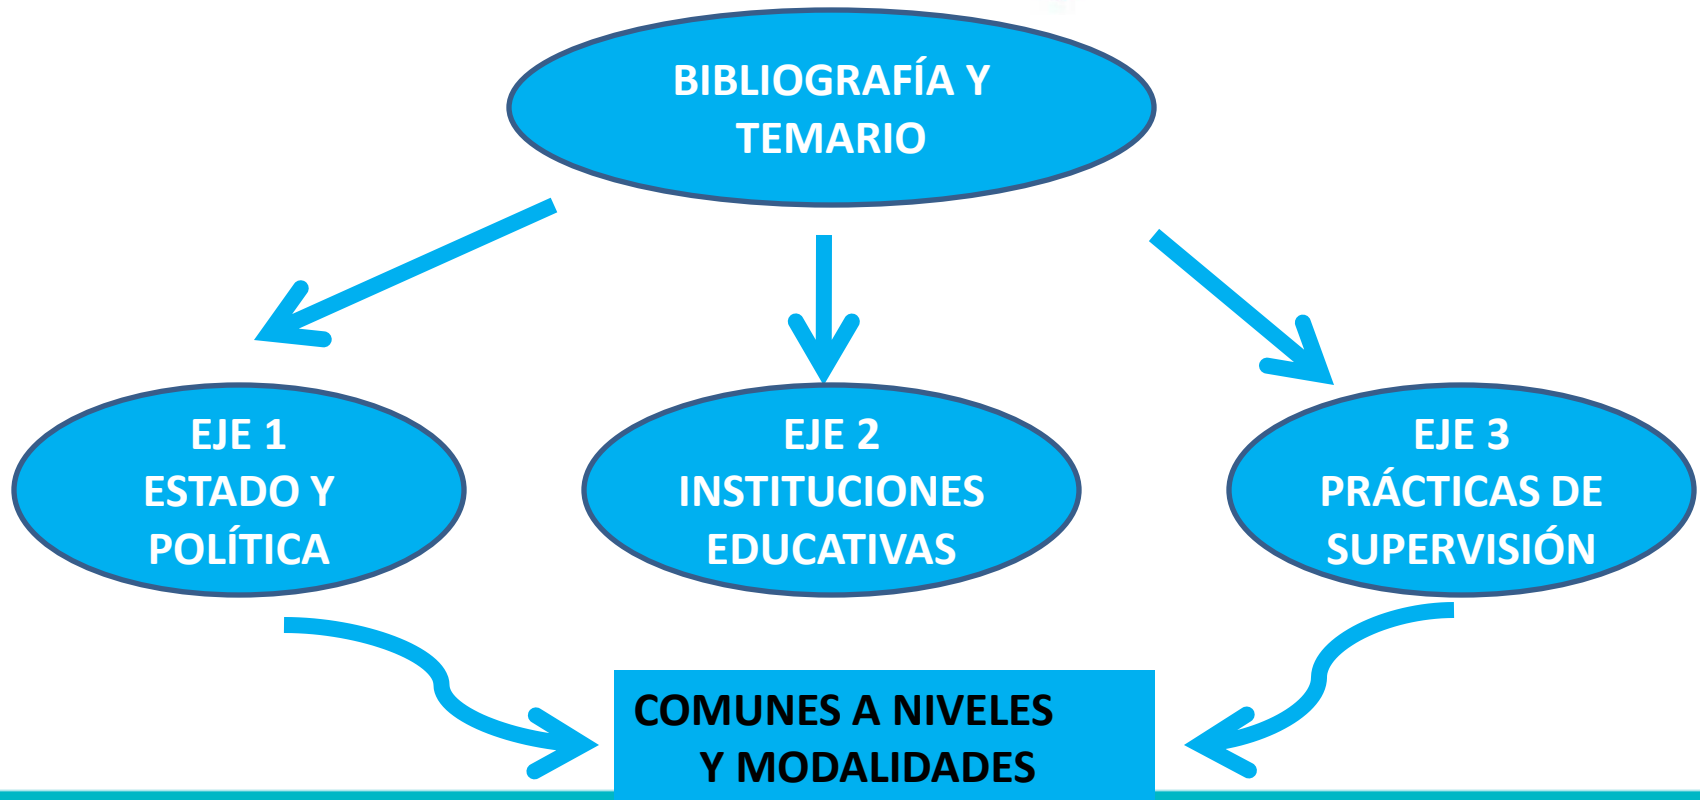 BIBLIOGRAFÍA Y
TEMARIO
EJE 1
ESTADO Y
POLÍTICA
EJE 2
INSTITUCIONES
EDUCATIVAS
EJE 3
PRÁCTICAS DE
SUPERVISIÓN
COMUNES A NIVELES
Y MODALIDADES